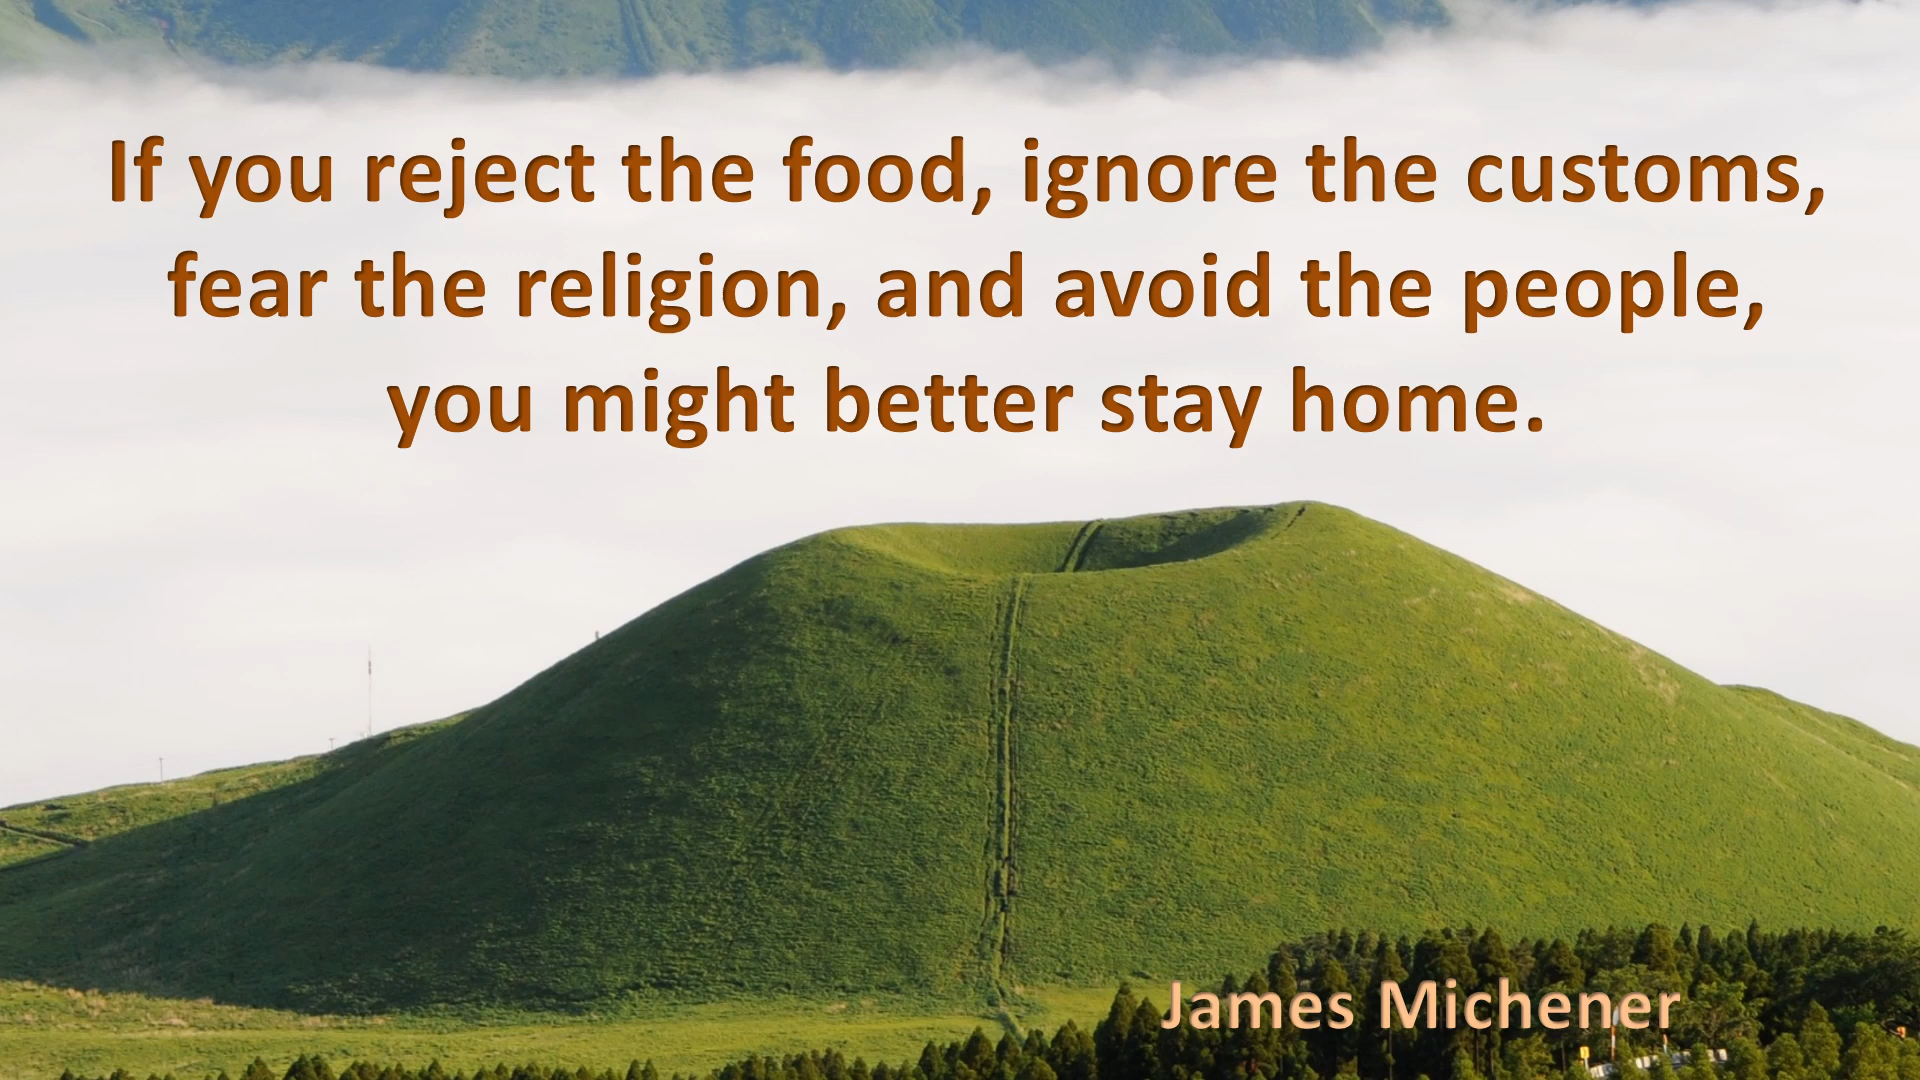 If you reject the food, ignore the customs,
fear the religion, and avoid the people,
you might better stay home.
James Michener